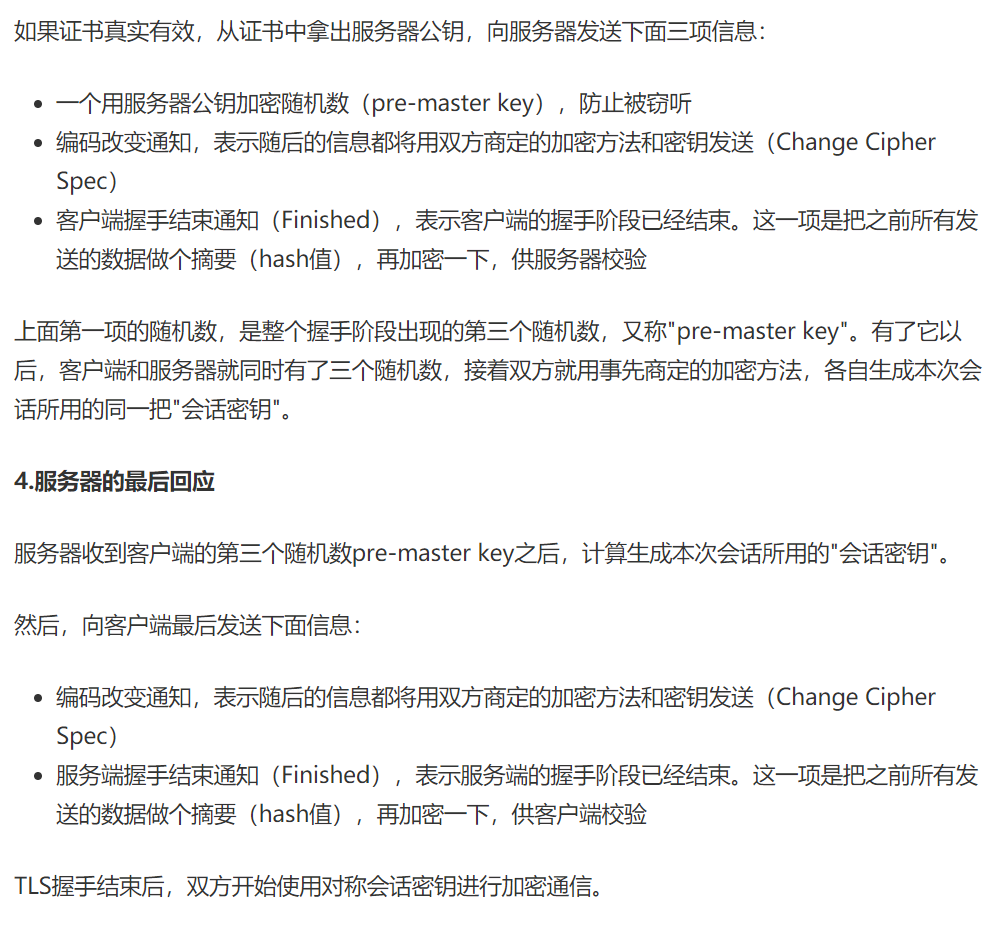 如果证书真实有效，从证书中拿出服务器公钥，向服务器发送下面三项信息：
• 一个用服务器公钥加密随机数（pre-master key），防止被窃听
• 编码改变通知，表示随后的信息都将用双方商定的加密方法和密钥发送（Change Cipher
Spec）
• 客户端握手结束通知（Finished），表示客户端的握手阶段已经结束。这一项是把之前所有发
送的数据做个摘要（hash值），再加密一下，供服务器校验
上面第一项的随机数，是整个握手阶段出现的第三个随机数，又称"pre-master key"。有了它以
后，客户端和服务器就同时有了三个随机数，接着双方就用事先商定的加密方法，各自生成本次会
话所用的同一把"会话密钥"。
4.服务器的最后回应
服务器收到客户端的第三个随机数pre-master key之后，计算生成本次会话所用的"会话密钥"。
然后，向客户端最后发送下面信息：
• 编码改变通知，表示随后的信息都将用双方商定的加密方法和密钥发送（Change Cipher
Spec）
• 服务端握手结束通知（Finished），表示服务端的握手阶段已经结束。这一项是把之前所有发
送的数据做个摘要（hash值），再加密一下，供客户端校验
TLS握手结束后，双方开始使用对称会话密钥进行加密通信。